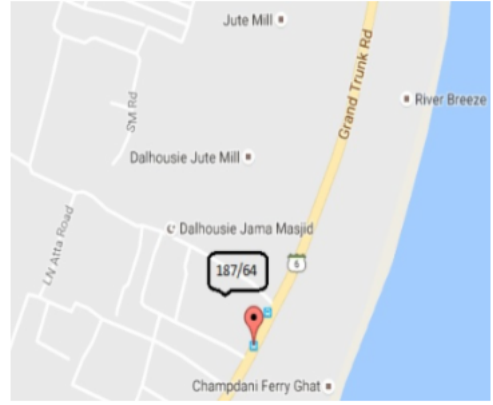 Jute Mill
Grand Trunk Rd
River Breeze
SM Rd
Dalhousie Jute Mill
LN Atta Road
Dalhousie Jama Masjid
187/64
6
Champdani Ferry Ghat